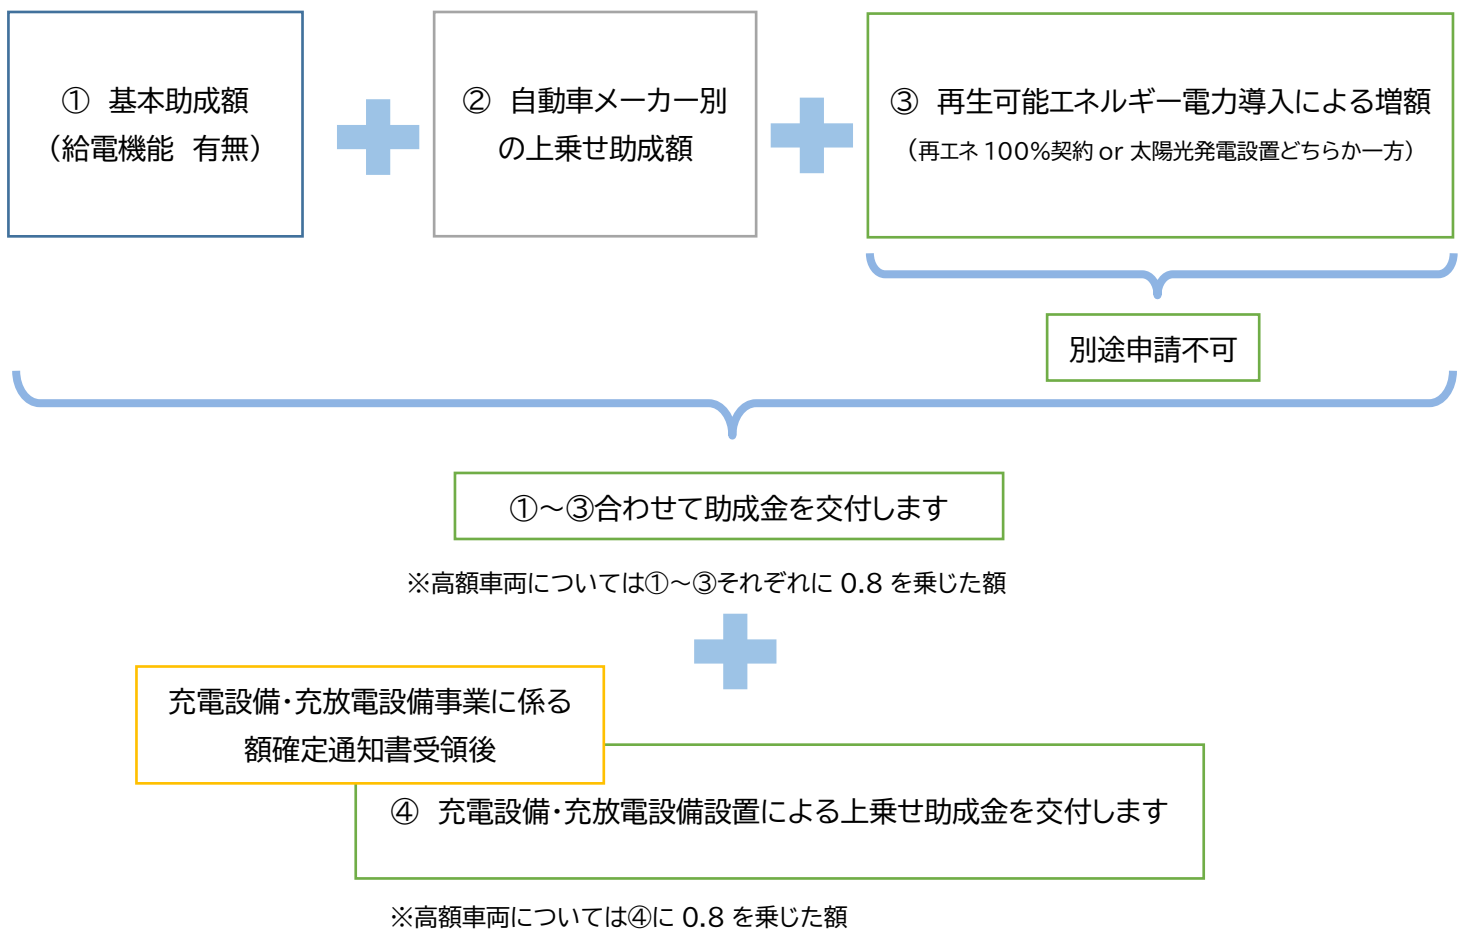 ① 基本助成額
（給電機能 有無）
② 自動車メーカー別
の上乗せ助成額
③ 再生可能エネルギー電力導入による増額
（再エネ 100%契約 or 太陽光発電設置どちらか一方）
別途申請不可
①～③合わせて助成金を交付します
※高額車両については①～③それぞれに 0.8 を乗じた額
充電設備・充放電設備事業に係る
額確定通知書受領後
④ 充電設備・充放電設備設置による上乗せ助成金を交付します
※高額車両については④に 0.8 を乗じた額